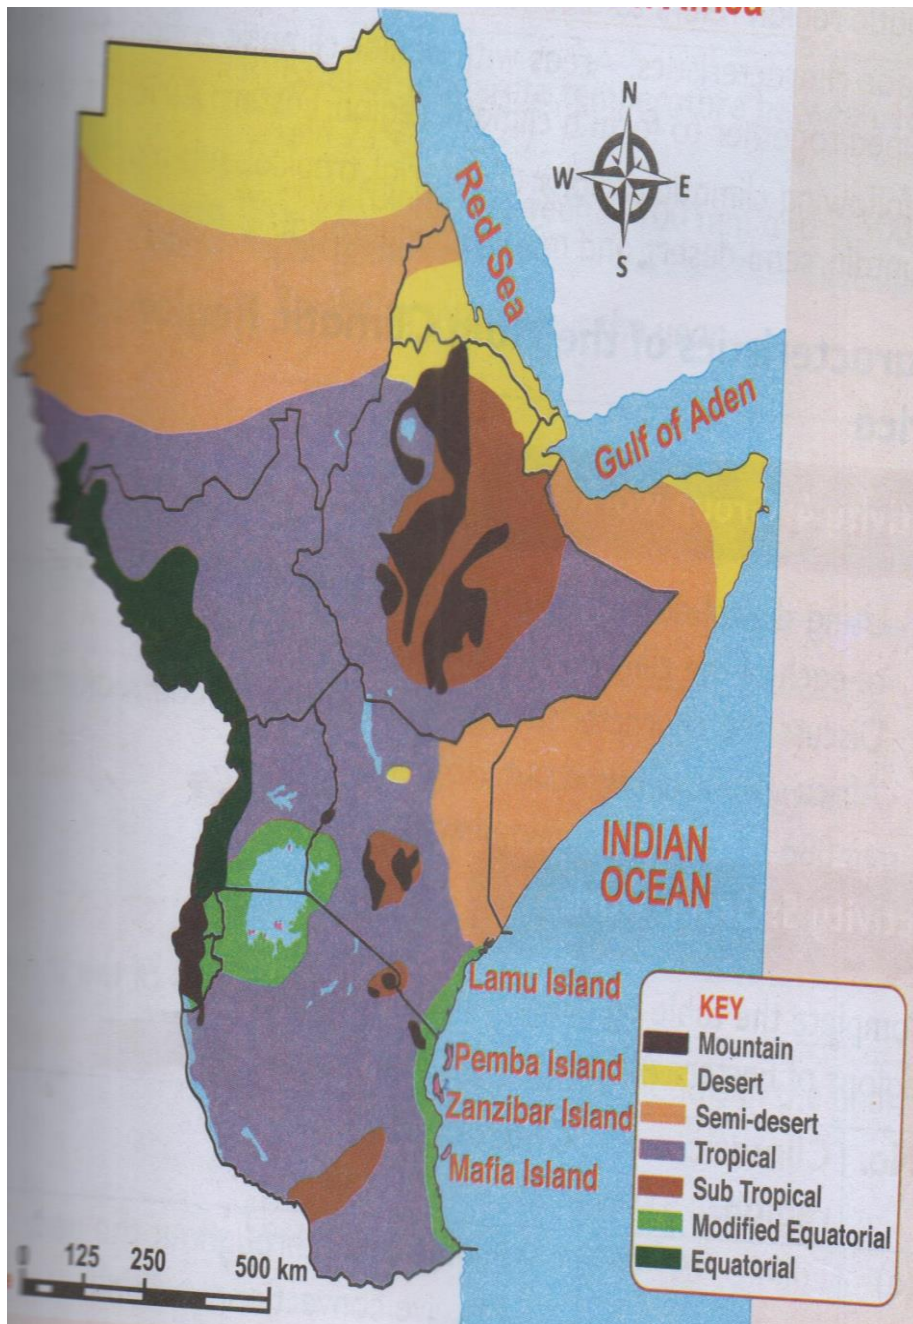 N
W
E
S
Red Sea
Gulf of Aden
INDIAN
OCEAN
Lamu Island
Pemba Island
Zanzibar Island
Mafia Island
KEY
Mountain
Desert
Semi-desert
Tropical
Sub Tropical
Modified Equatorial
Equatorial
0 125 250 500 km